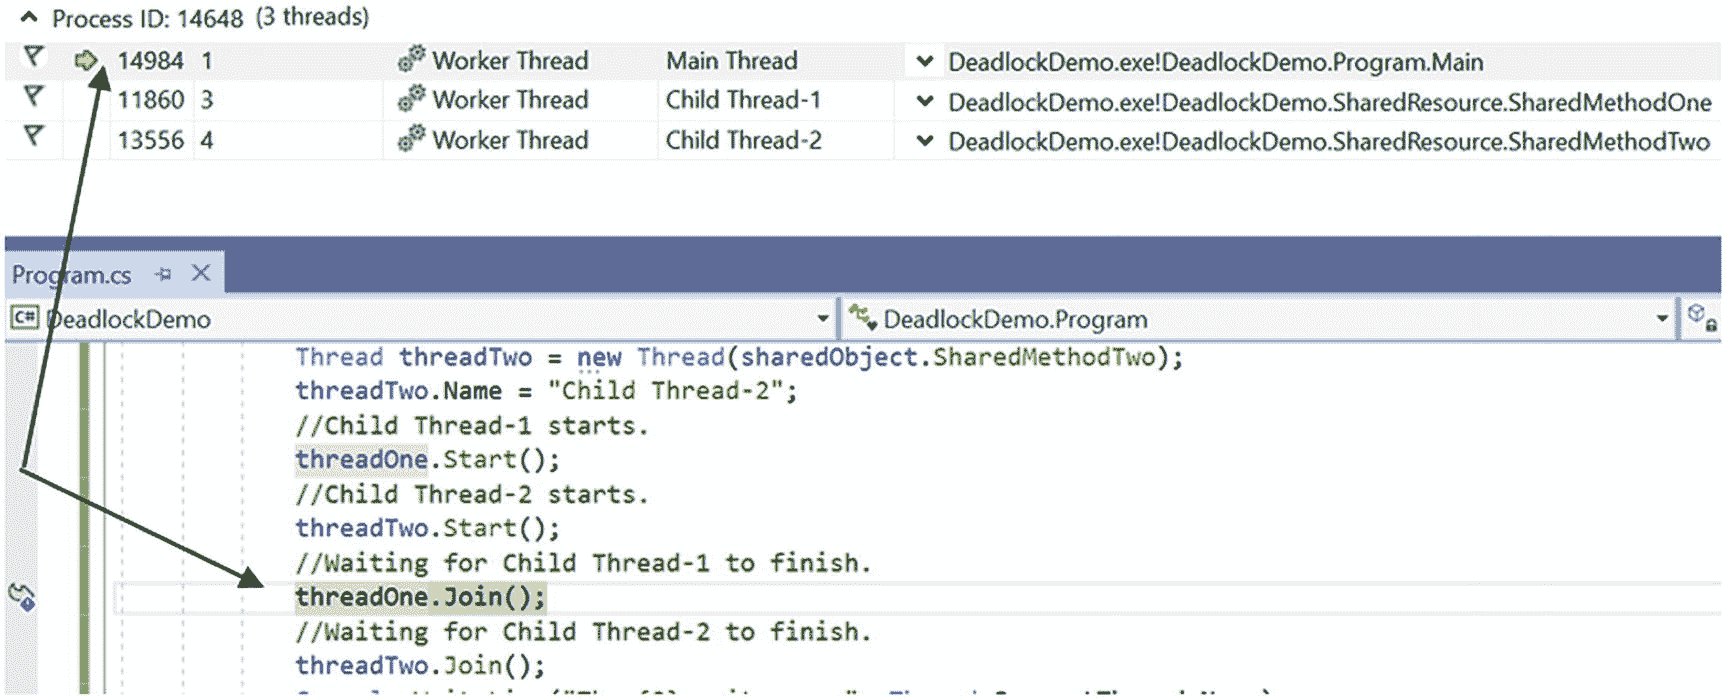 Process ID: 14648 (3 threads)
14984 1 Worker Thread Main Thread DeadlockDemo.exe!DeadlockDemo.Program.Main
11860 3 Worker Thread Child Thread-1 DeadlockDemo.exe!DeadlockDemo.SharedResource.SharedMethodOne
13556 4 Worker Thread Child Thread-2 DeadlockDemo.exe!DeadlockDemo.SharedResource.SharedMethodTwo
Program.cs
C# DeadlockDemo DeadlockDemo.Program
Thread threadTwo = new Thread(sharedObject.SharedMethodTwo);
threadTwo.Name = "Child Thread-2";
//Child Thread-1 starts.
threadOne.Start();
//Child Thread-2 starts.
threadTwo.Start();
//Waiting for Child Thread-1 to finish.
threadOne.Join();
//Waiting for Child Thread-2 to finish.
threadTwo.Join();